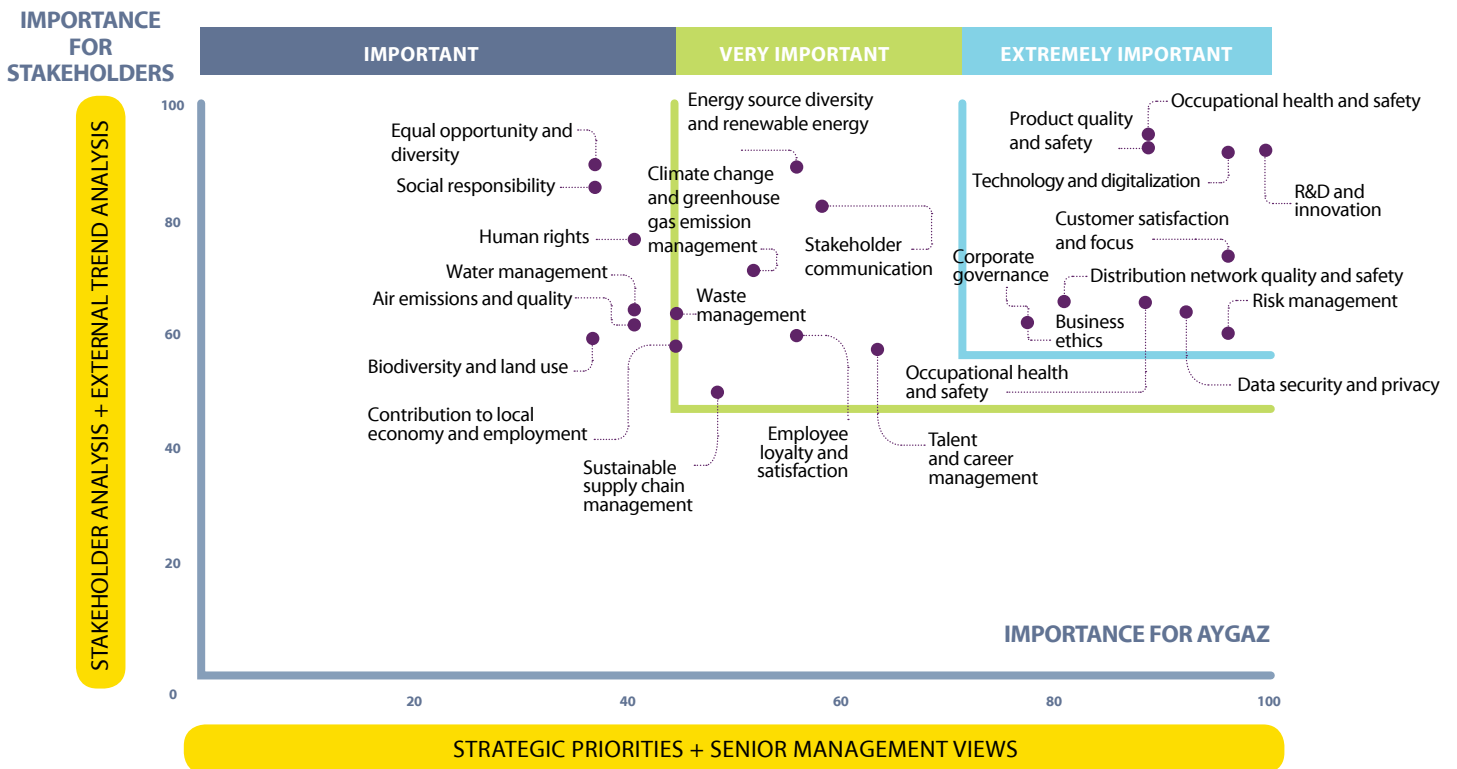 IMPORTANCE
FOR
STAKEHOLDERS
IMPORTANT
VERY IMPORTANT
EXTREMELY IMPORTANT
STAKEHOLDER ANALYSIS + EXTERNAL TREND ANALYSIS
100
80
60
40
20
0
Equal opportunity and
diversity
Social responsibility
Human rights
Water management
Air emissions and quality
Biodiversity and land use
Contribution to local
economy and employment
Energy source diversity
and renewable energy
Climate change
and greenhouse
gas emission
management
Stakeholder
communication
Waste
management
Sustainable
supply chain
management
Employee
loyalty and
satisfaction
Talent
and career
management
Occupational health and safety
Product quality
and safety
Technology and digitalization
R&D and
innovation
Customer satisfaction
and focus
Corporate
governance
Distribution network quality and safety
Risk management
Business
ethics
Occupational health
and safety
Data security and privacy
IMPORTANCE FOR AYGAZ
20
40
60
80
100
STRATEGIC PRIORITIES + SENIOR MANAGEMENT VIEWS